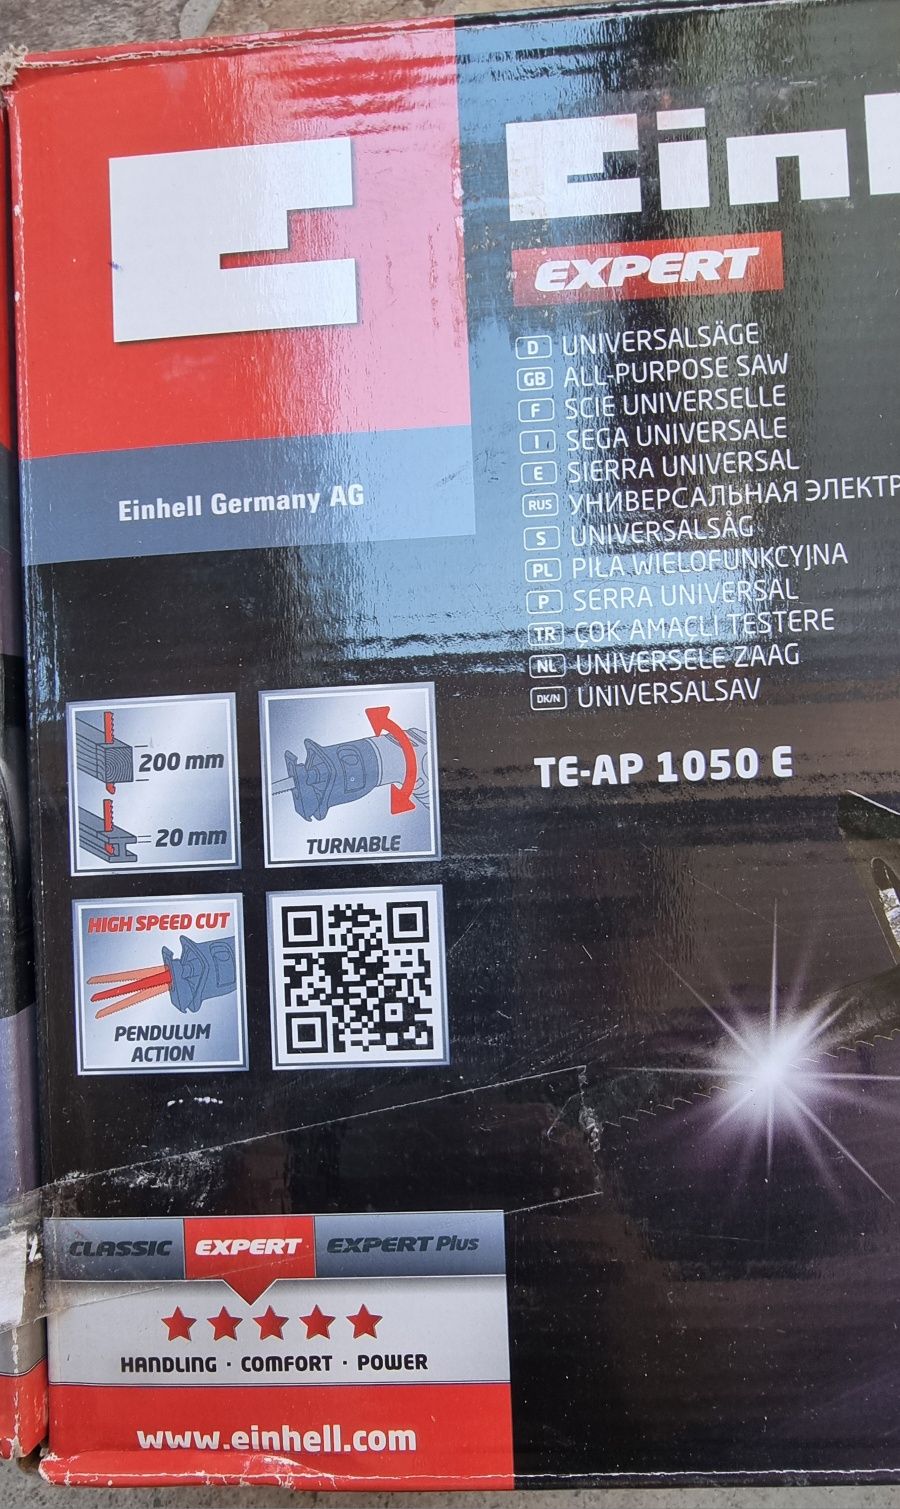 Einh
EXPERT
D UNIVERSALSÄGE
GB ALL-PURPOSE SAW
F SCIE UNIVERSELLE
I SEGA UNIVERSALE
E SIERRA UNIVERSAL
RUS УНИВЕРСАЛЬНАЯ ЭЛЕКТР
S UNIVERSALSÅG
PL PIŁA WIELOFUNKCYJNA
P SERRA UNIVERSAL
TR ÇOK AMAÇLI TESTERE
NL UNIVERSELE ZAAG
DK/N UNIVERSALSAV
TE-AP 1050 E
Einhell Germany AG
200 mm
20 mm
TURNABLE
HIGH SPEED CUT
PENDULUM
ACTION
CLASSIC EXPERT EXPERT Plus
HANDLING · COMFORT · POWER
www.einhell.com